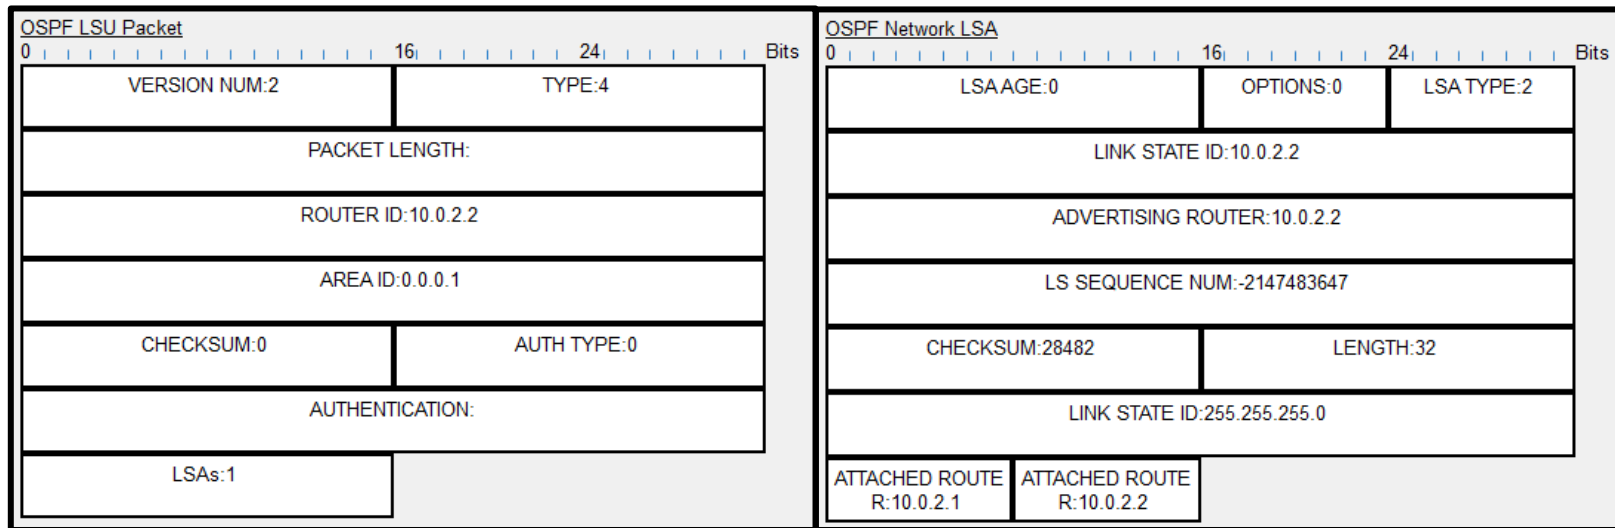 OSPF LSU Packet
0 16 24 Bits
VERSION NUM:2 TYPE:4
PACKET LENGTH:
ROUTER ID:10.0.2.2
AREA ID:0.0.0.1
CHECKSUM:0 AUTH TYPE:0
AUTHENTICATION:
LSAs:1
OSPF Network LSA
0 16 24 Bits
LSA AGE:0 OPTIONS:0 LSA TYPE:2
LINK STATE ID:10.0.2.2
ADVERTISING ROUTER:10.0.2.2
LS SEQUENCE NUM:-2147483647
CHECKSUM:28482 LENGTH:32
LINK STATE ID:255.255.255.0
ATTACHED ROUTE ATTACHED ROUTE
R:10.0.2.1 R:10.0.2.2